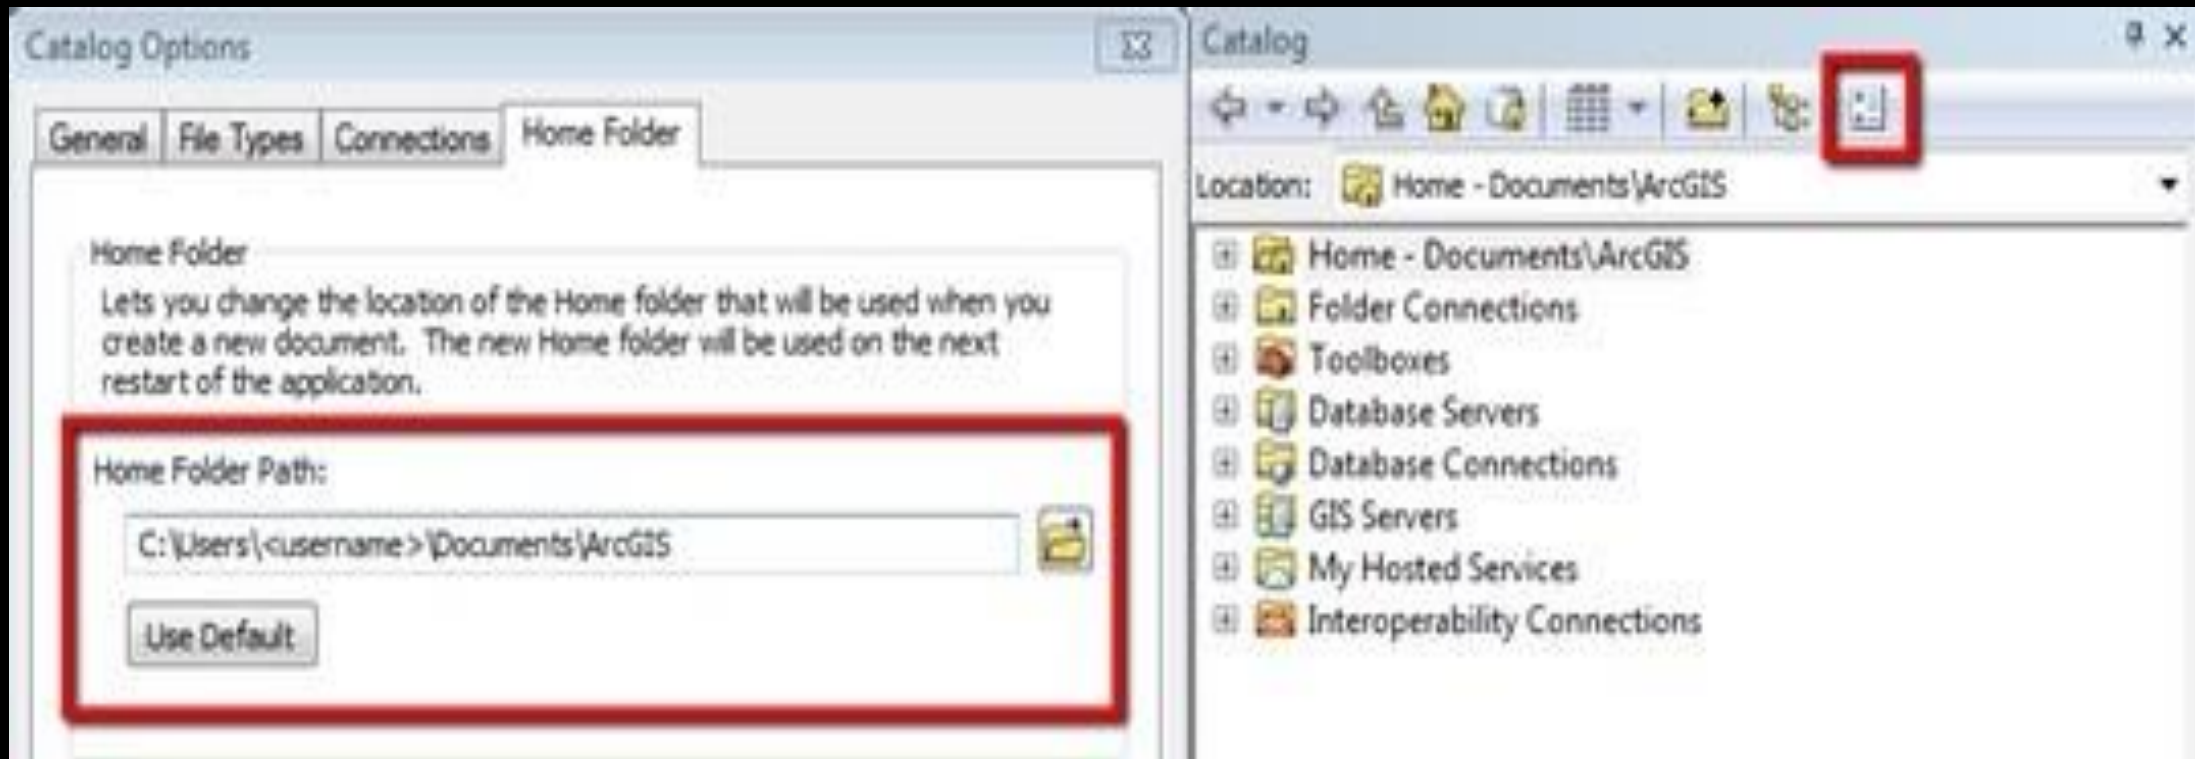 Catalog Options
General File Types Connections Home Folder
Home Folder
Lets you change the location of the Home folder that will be used when you
create a new document. The new Home folder will be used on the next
restart of the application.
Home Folder Path:
C:\Users\<username>\Documents\ArcGIS
Use Default
Catalog
Location: Home - Documents\ArcGIS
Home - Documents\ArcGIS
Folder Connections
Toolboxes
Database Servers
Database Connections
GIS Servers
My Hosted Services
Interoperability Connections